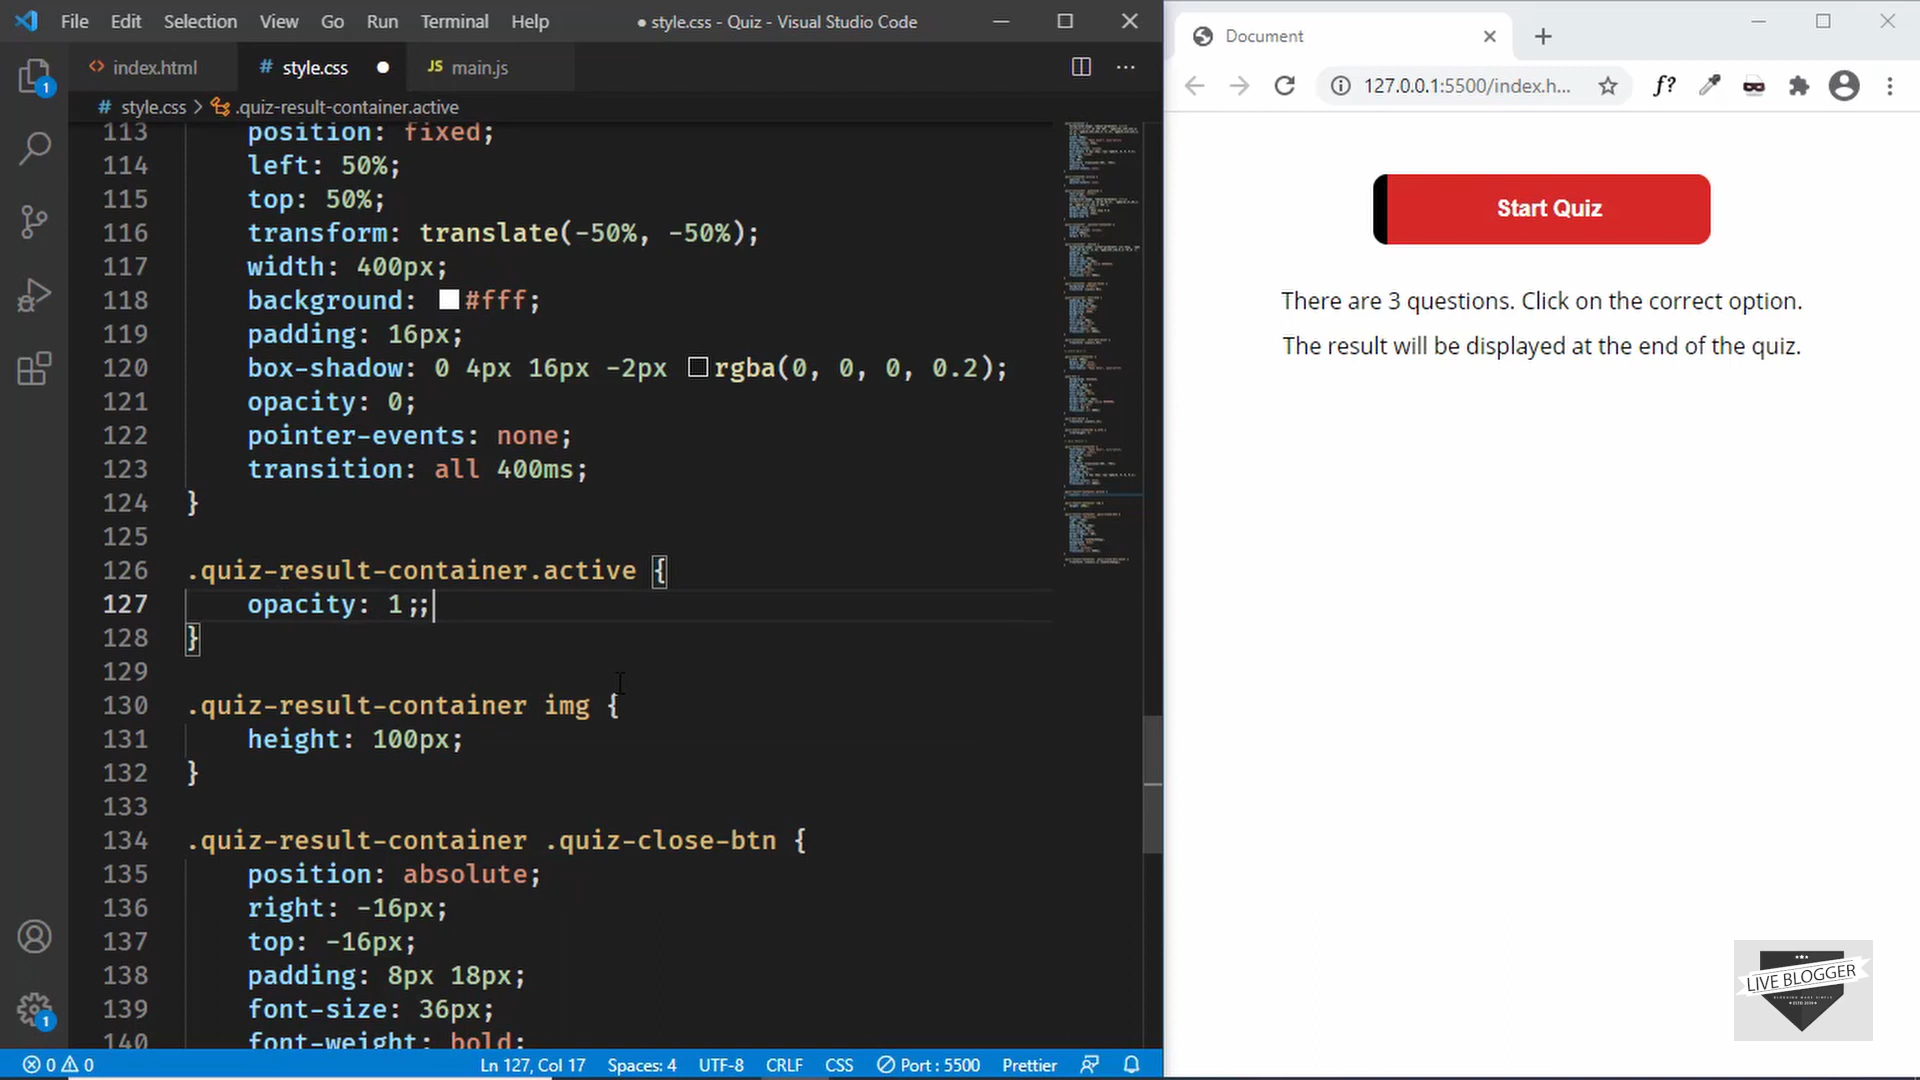 File Edit Selection View Go Run Terminal Help ● style.css - Quiz - Visual Studio Code
<> index.html # style.css ● JS main.js
# style.css > .quiz-result-container.active
113 position: fixed;
114 left: 50%;
115 top: 50%;
116 transform: translate(-50%, -50%);
117 width: 400px;
118 background: #fff;
119 padding: 16px;
120 box-shadow: 0 4px 16px -2px rgba(0, 0, 0, 0.2);
121 opacity: 0;
122 pointer-events: none;
123 transition: all 400ms;
124 }
125
126 .quiz-result-container.active {
127 opacity: 1;;
128 }
129
130 .quiz-result-container img {
131 height: 100px;
132 }
133
134 .quiz-result-container .quiz-close-btn {
135 position: absolute;
136 right: -16px;
137 top: -16px;
138 padding: 8px 18px;
139 font-size: 36px;
140 font-weight: bold;
1
1
0 0 Ln 127, Col 17 Spaces: 4 UTF-8 CRLF CSS Port : 5500 Prettier
Document
127.0.0.1:5500/index.h... f?
Start Quiz
There are 3 questions. Click on the correct option.
The result will be displayed at the end of the quiz.
LIVE BLOGGER